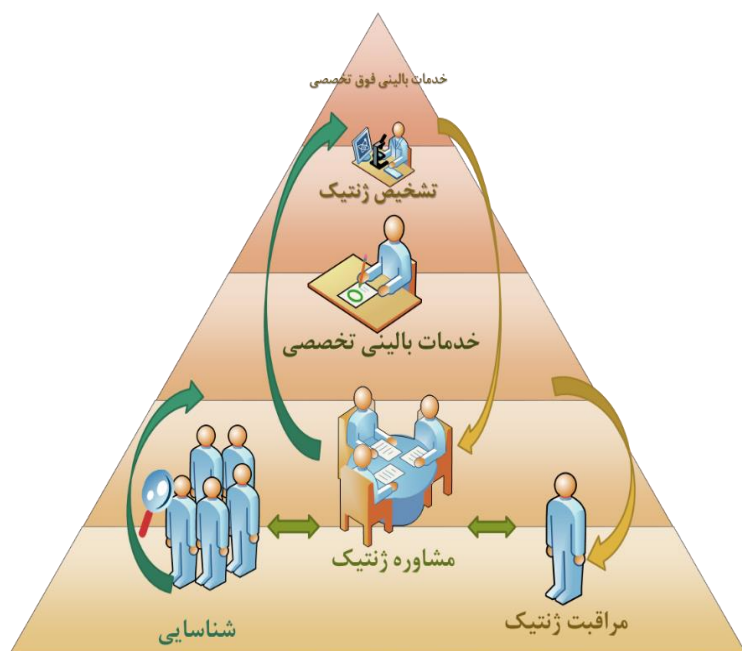 خدمات بالینی فوق تخصصی
تشخیص ژنتیک
خدمات بالینی تخصصی
مشاوره ژنتیک
مراقبت ژنتیک
شناسایی